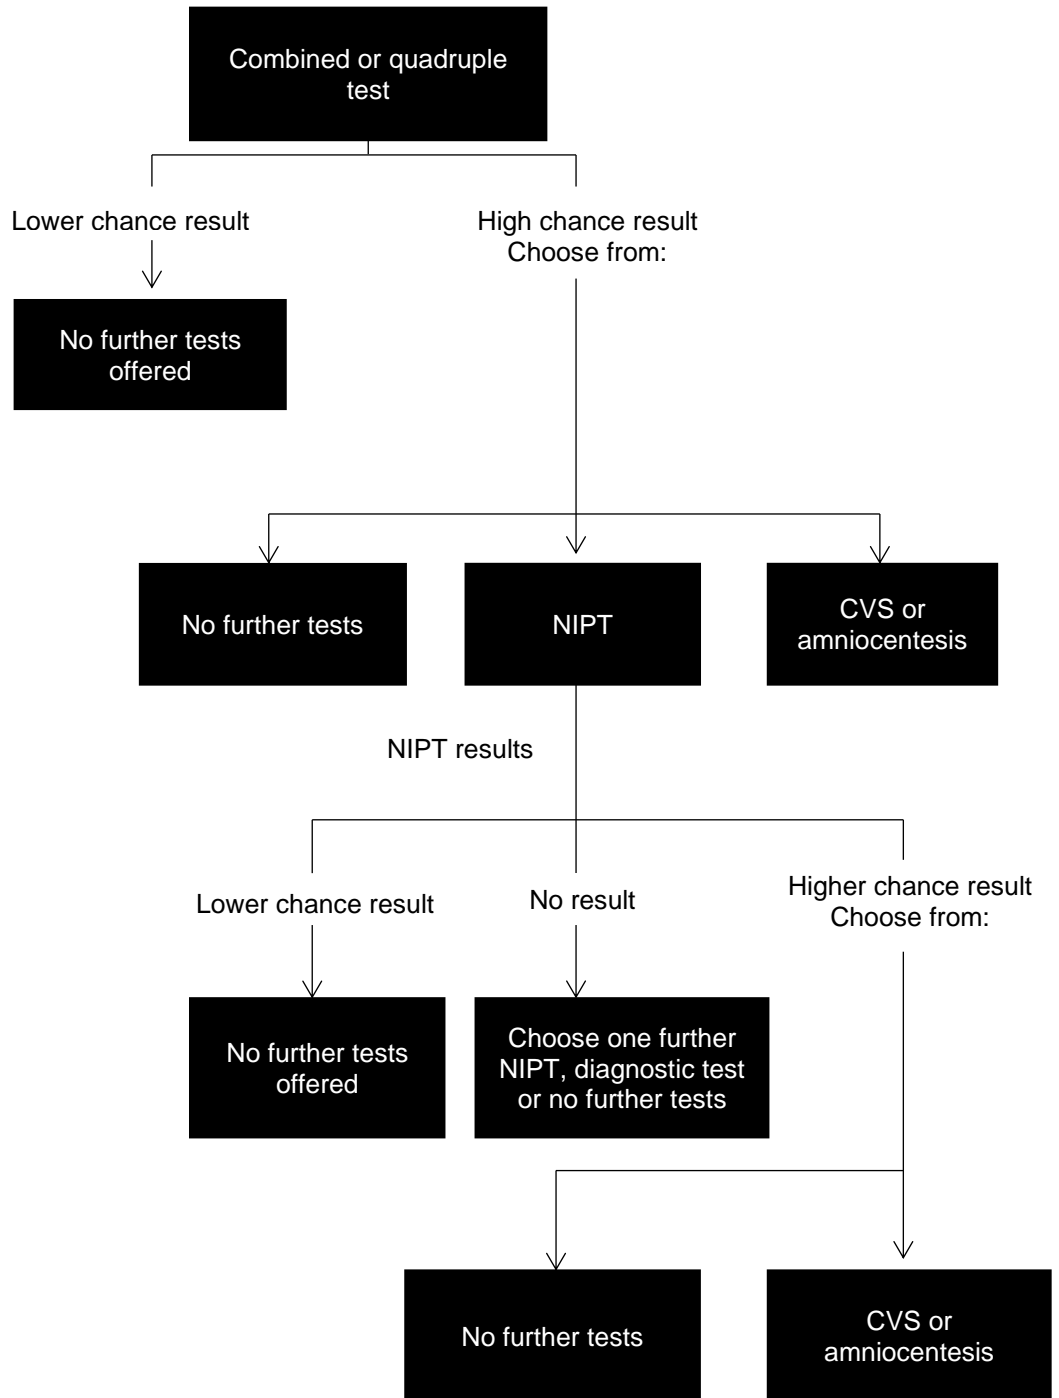 Combined or quadruple
test
Lower chance result
High chance result
Choose from:
No further tests
offered
No further tests
NIPT
CVS or
amniocentesis
NIPT results
Lower chance result
No result
Higher chance result
Choose from:
No further tests
offered
Choose one further
NIPT, diagnostic test
or no further tests
No further tests
CVS or
amniocentesis